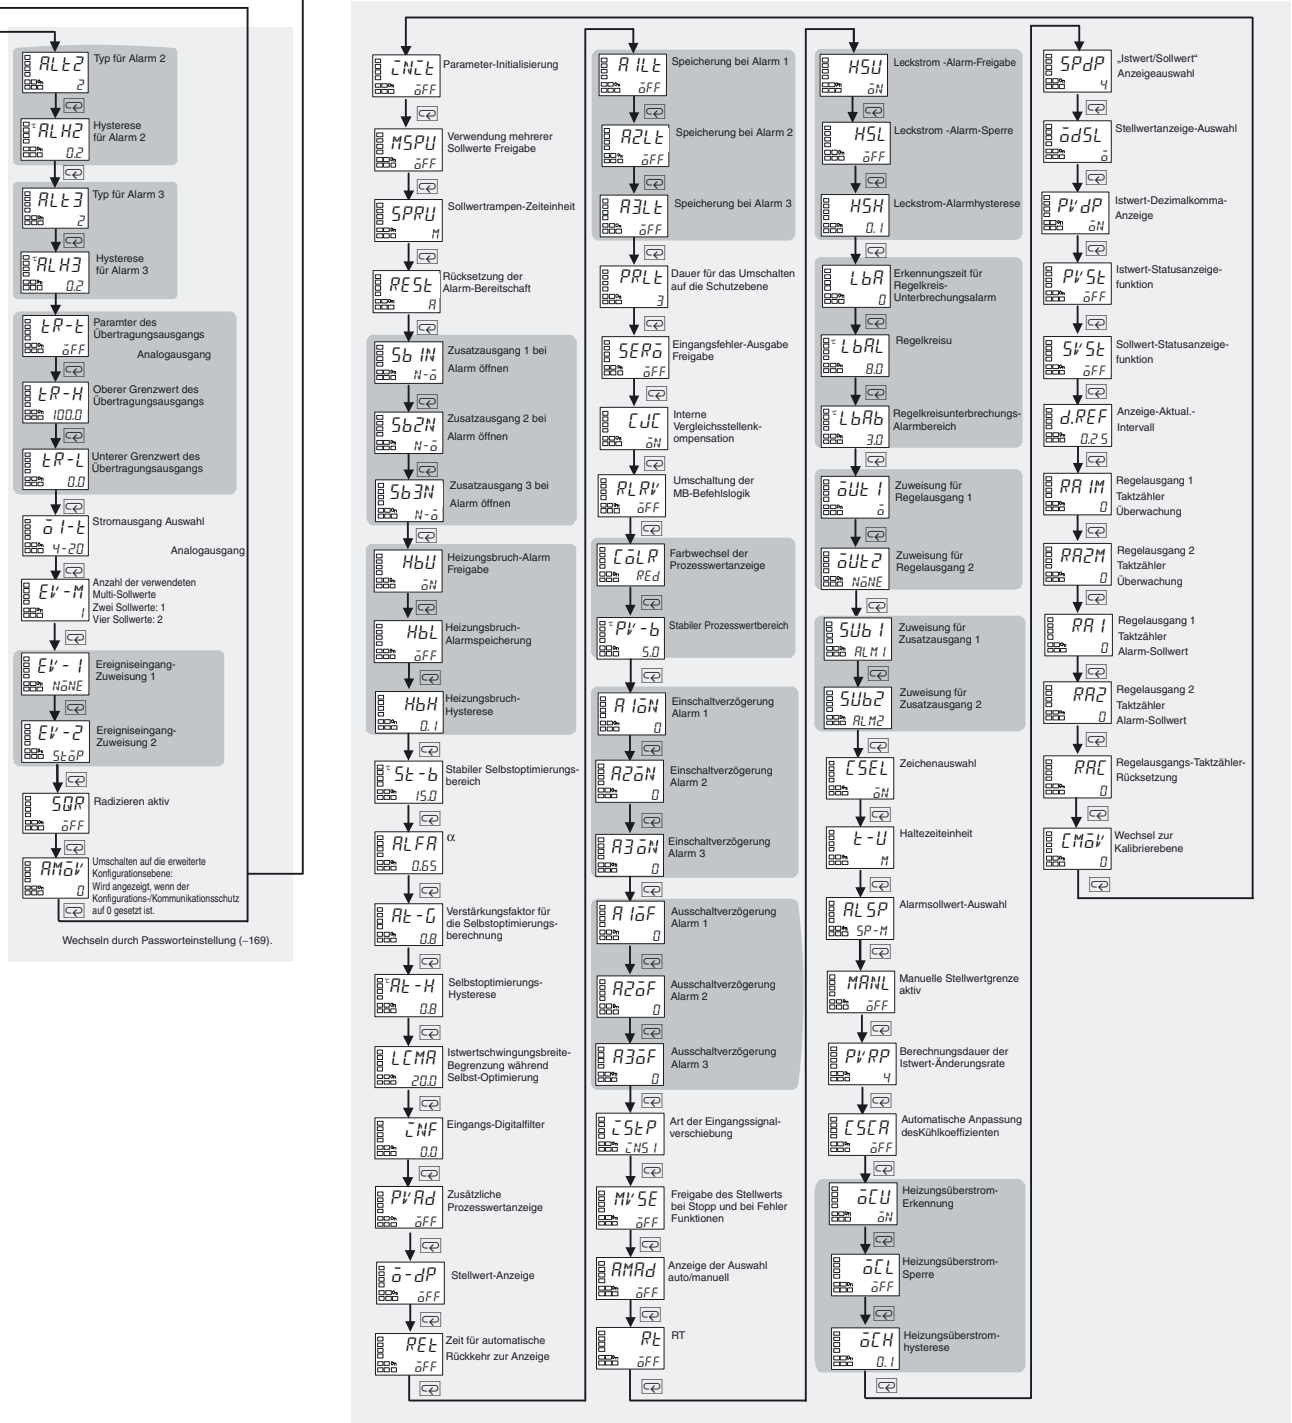 ALt2
2
Typ für Alarm 2
ALH2
0.2
Hysterese
für Alarm 2
ALt3
2
Typ für Alarm 3
ALH3
0.2
Hysterese
für Alarm 3
tR-t
oFF
Paramter des
Übertragungsausgangs
Analogausgang
tR-H
100.0
Oberer Grenzwert des
Übertragungsausgangs
tR-L
0.0
Unterer Grenzwert des
Übertragungsausgangs
o1-t
4-20
Stromausgang Auswahl
Analogausgang
EV-M
1
Anzahl der verwendeten
Multi-Sollwerte
Zwei Sollwerte: 1
Vier Sollwerte: 2
EV-1
NoNE
Ereigniseingang-
Zuweisung 1
EV-2
StoP
Ereigniseingang-
Zuweisung 2
SQR
oFF
Radizieren aktiv
AMoV
0
Umschalten auf die erweiterte
Konfigurationsebene:
Wird angezeigt, wenn der
Konfigurations-/Kommunikationsschutz
auf 0 gesetzt ist.
Wechseln durch Passworteinstellung (−169).
iNit
oFF
Parameter-Initialisierung
MSPU
oFF
Verwendung mehrerer
Sollwerte Freigabe
SPRU
M
Sollwertrampen-Zeiteinheit
RESt
A
Rücksetzung der
Alarm-Bereitschaft
Sb1N
N-o
Zusatzausgang 1 bei
Alarm öffnen
Sb2N
N-o
Zusatzausgang 2 bei
Alarm öffnen
Sb3N
N-o
Zusatzausgang 3 bei
Alarm öffnen
HbU
oN
Heizungsbruch-Alarm
Freigabe
HbL
oFF
Heizungsbruch-
Alarmspeicherung
HbH
0.1
Heizungsbruch-
Hysterese
St-b
15.0
Stabiler Selbstoptimierungs-
bereich
ALFA
0.65
α
At-G
0.8
Verstärkungsfaktor für
die Selbstoptimierungs-
berechnung
At-H
0.8
Selbstoptimierungs-
Hysterese
LCMA
20.0
Istwertschwingungsbreite-
Begrenzung während
Selbst-Optimierung
iNF
0.0
Eingangs-Digitalfilter
PVAd
oFF
Zusätzliche
Prozesswertanzeige
o-dP
oFF
Stellwert-Anzeige
REt
oFF
Zeit für automatische
Rückkehr zur Anzeige
A1Lt
oFF
Speicherung bei Alarm 1
A2Lt
oFF
Speicherung bei Alarm 2
A3Lt
oFF
Speicherung bei Alarm 3
PRLt
3
Dauer für das Umschalten
auf die Schutzebene
SERo
oFF
Eingangsfehler-Ausgabe
Freigabe
CJC
oN
Interne
Vergleichsstellenk-
ompensation
RLRV
oFF
Umschaltung der
MB-Befehlslogik
CoLR
REd
Farbwechsel der
Prozesswertanzeige
PV-b
5.0
Stabiler Prozesswertbereich
A1oN
0
Einschaltverzögerung
Alarm 1
A2oN
0
Einschaltverzögerung
Alarm 2
A3oN
0
Einschaltverzögerung
Alarm 3
A1oF
0
Ausschaltverzögerung
Alarm 1
A2oF
0
Ausschaltverzögerung
Alarm 2
A3oF
0
Ausschaltverzögerung
Alarm 3
iStP
iNS1
Art der Eingangssignal-
verschiebung
MVSE
oFF
Freigabe des Stellwerts
bei Stopp und bei Fehler
Funktionen
AMAd
oFF
Anzeige der Auswahl
auto/manuell
Rt
oFF
RT
HSU
oN
Leckstrom -Alarm-Freigabe
HSL
oFF
Leckstrom -Alarm-Sperre
HSH
0.1
Leckstrom-Alarmhysterese
LbA
0
Erkennungszeit für
Regelkreis-
Unterbrechungsalarm
LbAL
8.0
Regelkreisu
LbAb
3.0
Regelkreisunterbrechungs-
Alarmbereich
oUt1
o
Zuweisung für
Regelausgang 1
oUt2
NoNE
Zuweisung für
Regelausgang 2
SUb1
ALM1
Zuweisung für
Zusatzausgang 1
SUb2
ALM2
Zuweisung für
Zusatzausgang 2
CSEL
oN
Zeichenauswahl
t-U
M
Haltezeiteinheit
ALSP
SP-M
Alarmsollwert-Auswahl
MANL
oFF
Manuelle Stellwertgrenze
aktiv
PVRP
4
Berechnungsdauer der
Istwert-Änderungsrate
CSCA
oFF
Automatische Anpassung
desKühlkoeffizienten
oCU
oN
Heizungsüberstrom-
Erkennung
oCL
oFF
Heizungsüberstrom-
Sperre
oCH
0.1
Heizungsüberstrom-
hysterese
SPdP
4
„Istwert/Sollwert“
Anzeigeauswahl
odSL
o
Stellwertanzeige-Auswahl
PVdP
oN
Istwert-Dezimalkomma-
Anzeige
PVSt
oFF
Istwert-Statusanzeige-
funktion
SVSt
oFF
Sollwert-Statusanzeige-
funktion
d.REF
0.25
Anzeige-Aktual.-
Intervall
RA1M
0
Regelausgang 1
Taktzähler
Überwachung
RA2M
0
Regelausgang 2
Taktzähler
Überwachung
RA1
0
Regelausgang 1
Taktzähler
Alarm-Sollwert
RA2
0
Regelausgang 2
Taktzähler
Alarm-Sollwert
RAC
0
Regelausgangs-Taktzähler-
Rücksetzung
CMoV
0
Wechsel zur
Kalibrierebene